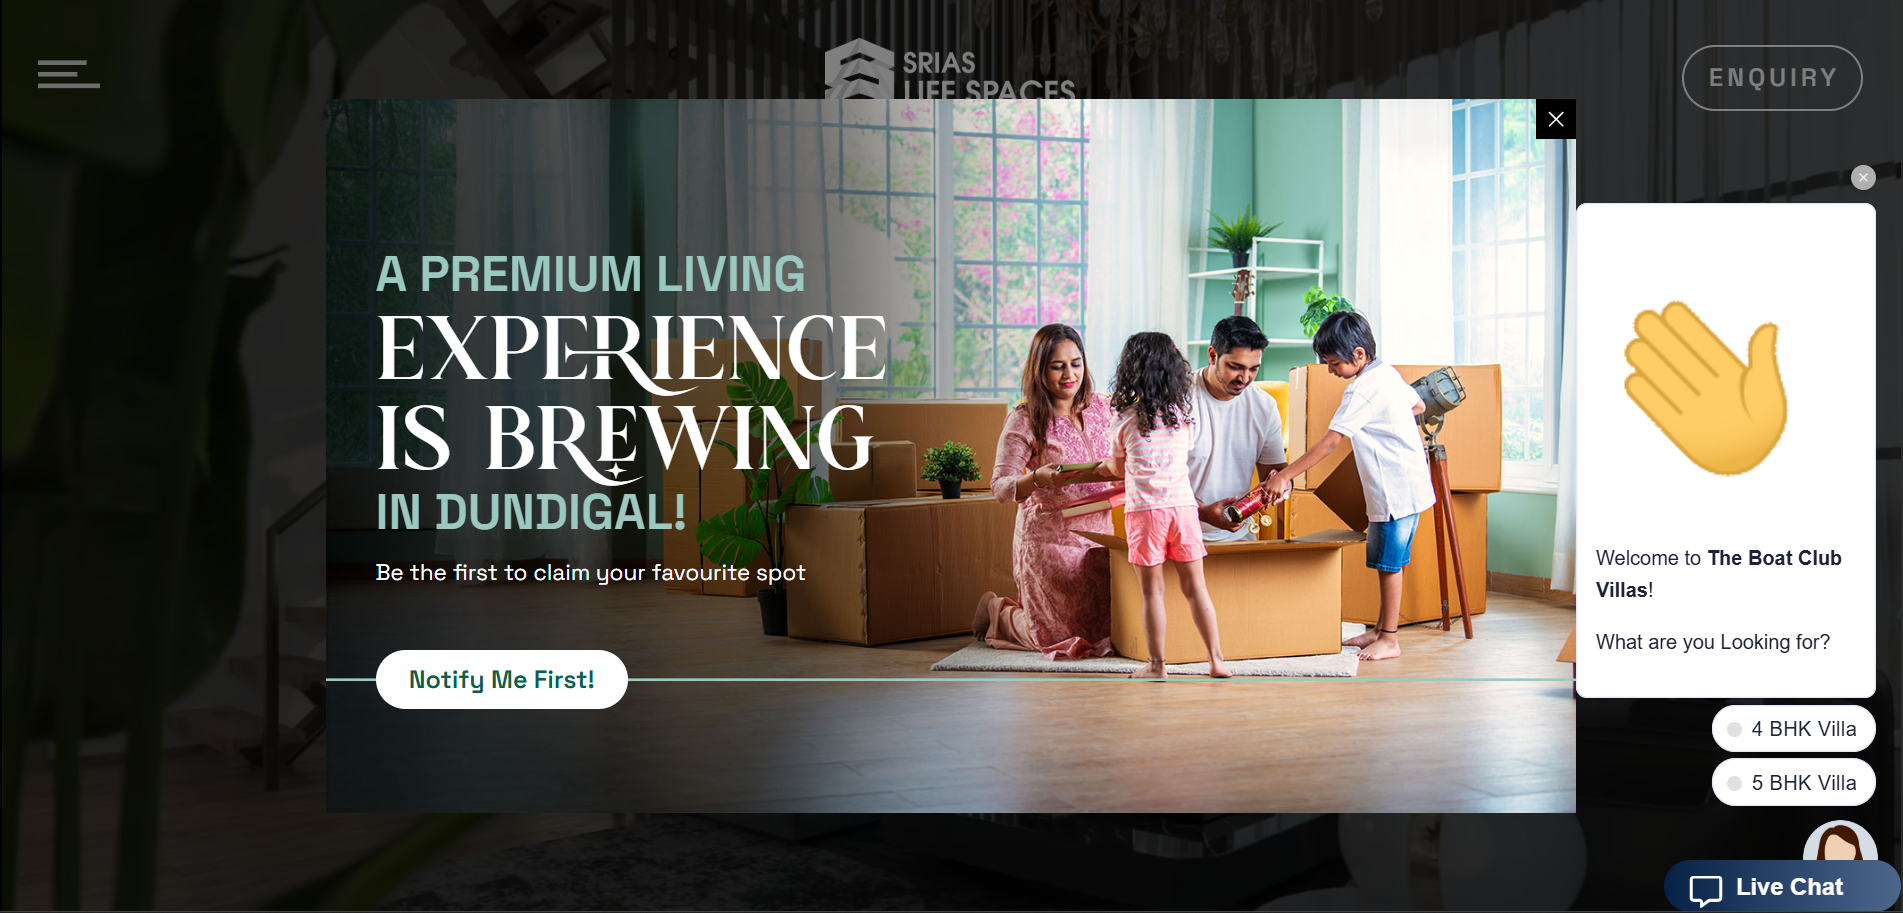 SRIAS
LIFE SPACES
ENQUIRY
A PREMIUM LIVING
EXPERIENCE
IS BREWING
IN DUNDIGAL!
Be the first to claim your favourite spot
Notify Me First!
Welcome to The Boat Club
Villas!
What are you Looking for?
4 BHK Villa
5 BHK Villa
Live Chat